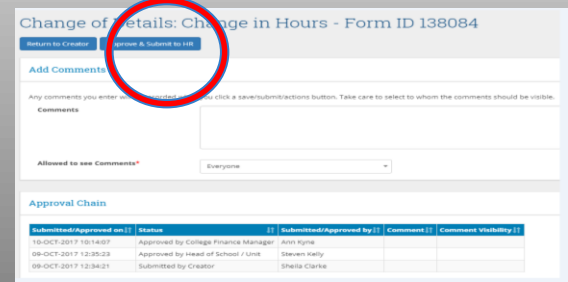 Change of Details: Change in Hours - Form ID 138084
Return to Creator Approve & Submit to HR
Add Comments
Any comments you enter will be recorded when you click a save/submit/actions button. Take care to select to whom the comments should be visible.
Comments
Allowed to see Comments* Everyone
Approval Chain
Submitted/Approved on Status Submitted/Approved by Comment Comment Visibility
10-OCT-2017 10:14:07 Approved by College Finance Manager Ann Kyne
09-OCT-2017 12:35:23 Approved by Head of School / Unit Steven Kelly
09-OCT-2017 12:34:21 Submitted by Creator Sheila Clarke